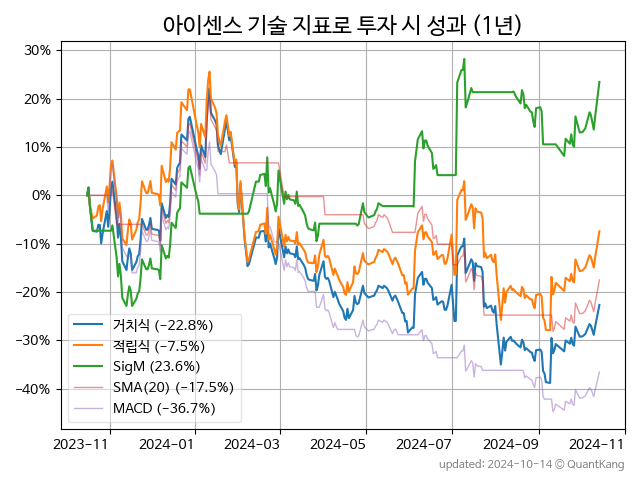 아이센스 기술 지표로 투자 시 성과 (1년)
30%
20%
10%
0%
−10%
−20%
−30%
−40%
거치식 (−22.8%)
적립식 (−7.5%)
SigM (23.6%)
SMA(20) (−17.5%)
MACD (−36.7%)
2023-11 2024-01 2024-03 2024-05 2024-07 2024-09 2024-11
updated: 2024-10-14 © QuantKang